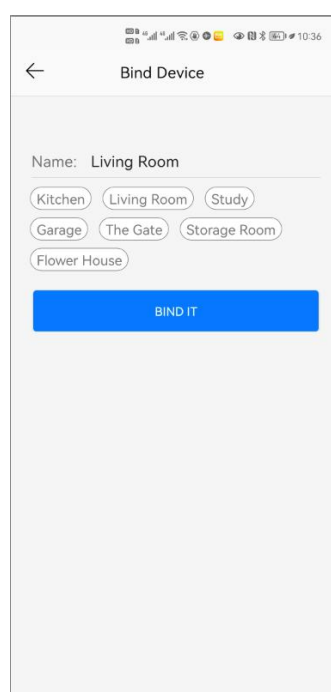 10:36
Bind Device
Name: Living Room
Kitchen Living Room Study
Garage The Gate Storage Room
Flower House
BIND IT